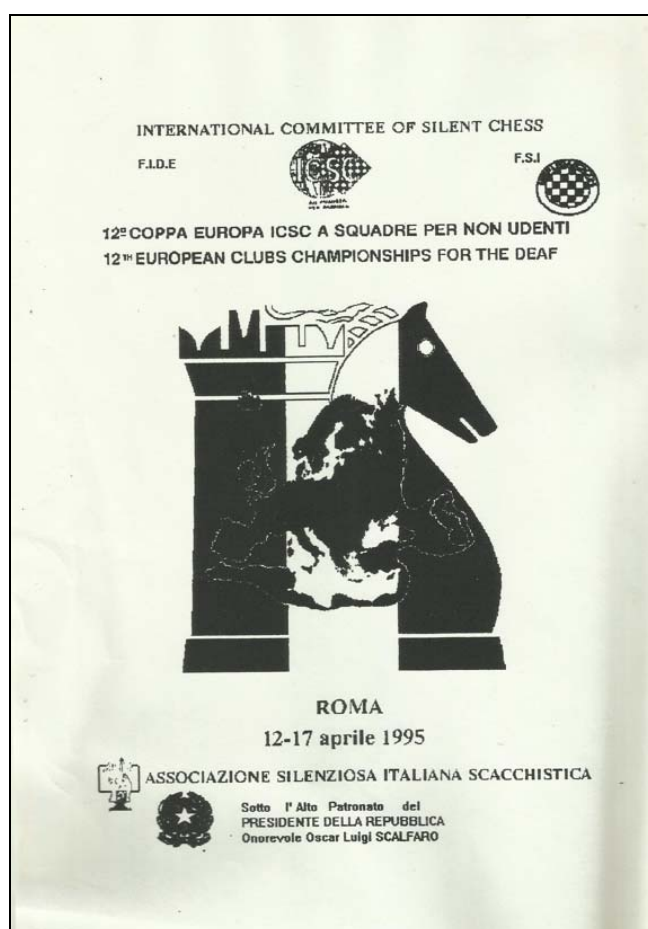 INTERNATIONAL COMMITTEE OF SILENT CHESS
F.I.D.E
F.S.I
ICSC
12º COPPA EUROPA ICSC A SQUADRE PER NON UDENTI
12TH EUROPEAN CLUBS CHAMPIONSHIPS FOR THE DEAF
ROMA
12-17 aprile 1995
ASSOCIAZIONE SILENZIOSA ITALIANA SCACCHISTICA
Sotto l'Alto Patronato del
PRESIDENTE DELLA REPUBBLICA
Onorevole Oscar Luigi SCALFARO